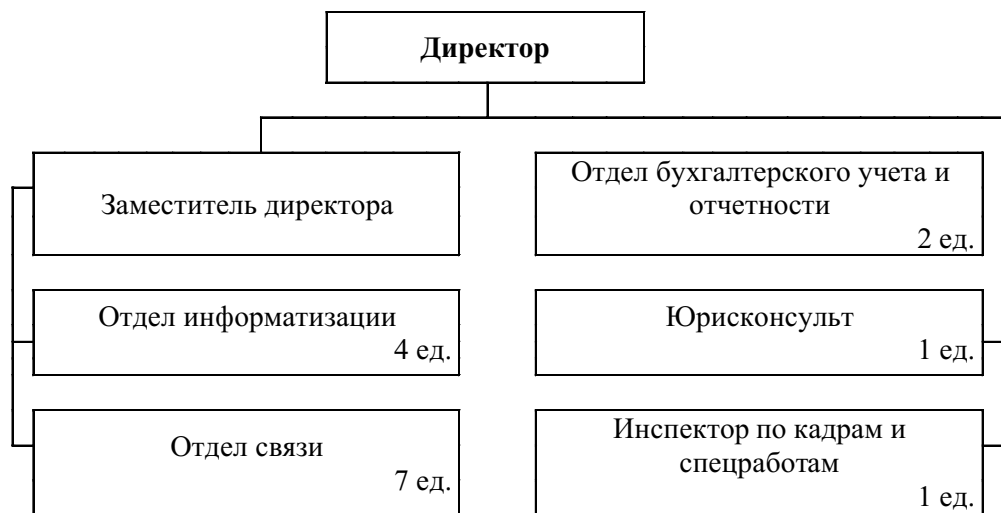 Директор
Заместитель директора
Отдел бухгалтерского учета и
отчетности
2 ед.
Отдел информатизации
4 ед.
Юрисконсульт
1 ед.
Отдел связи
7 ед.
Инспектор по кадрам и
спецработам
1 ед.